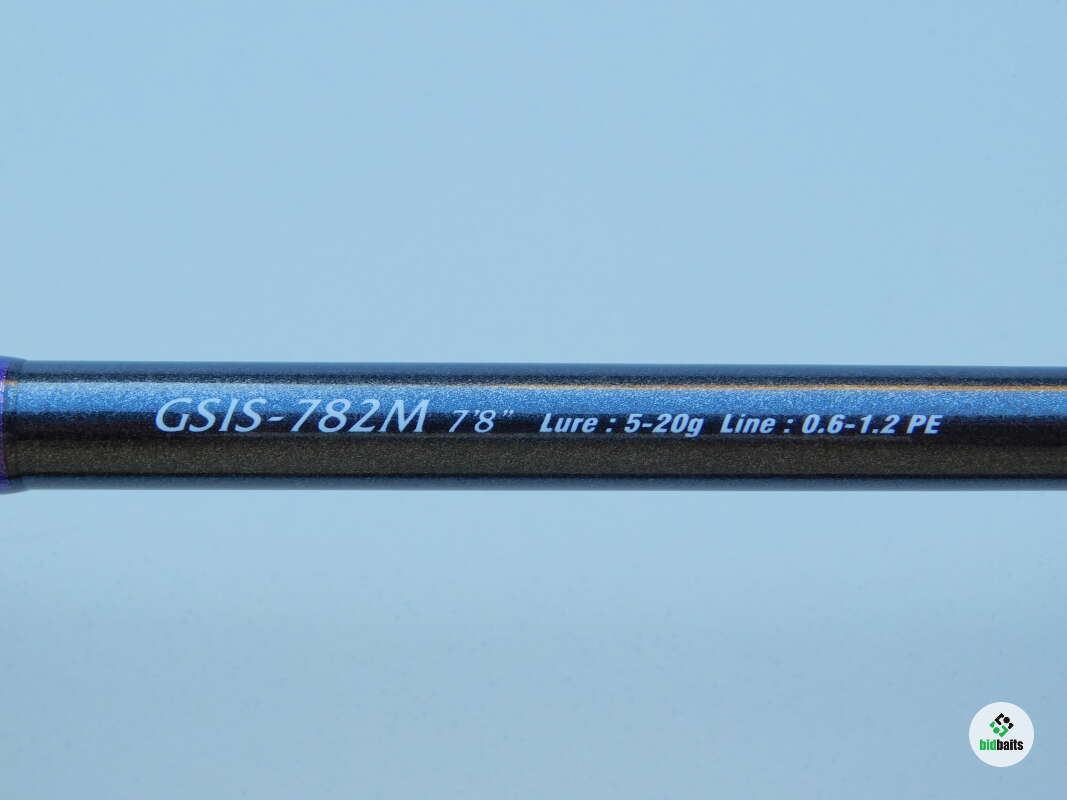 GSIS-782M 7'8" Lure : 5-20g Line : 0.6-1.2 PE
bidbaits